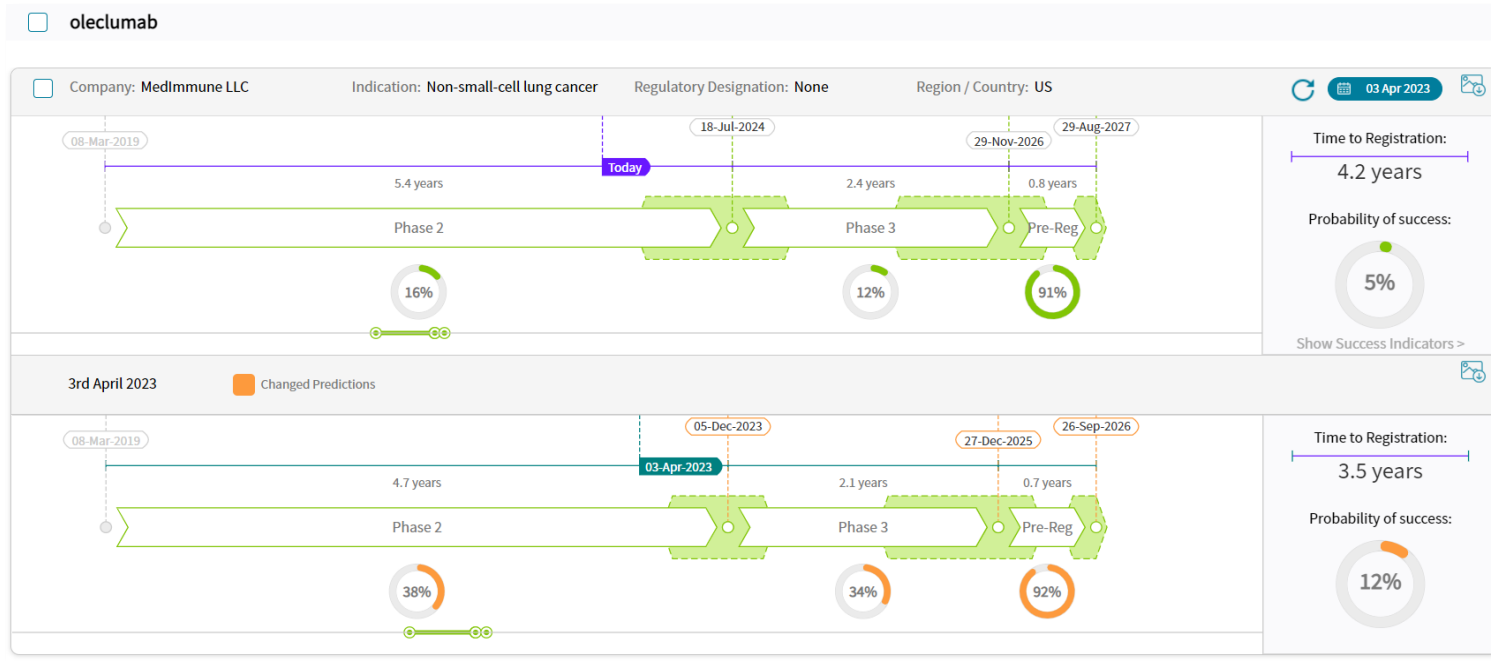 oleclumab
Company: MedImmune LLC Indication: Non-small-cell lung cancer Regulatory Designation: None Region / Country: US 03 Apr 2023
08-Mar-2019 18-Jul-2024 29-Nov-2026 29-Aug-2027
Today
5.4 years 2.4 years 0.8 years
Phase 2 Phase 3 Pre-Reg
16% 12% 91%
Time to Registration:
4.2 years
Probability of success:
5%
Show Success Indicators >
3rd April 2023 Changed Predictions
08-Mar-2019 05-Dec-2023 27-Dec-2025 26-Sep-2026
03-Apr-2023
4.7 years 2.1 years 0.7 years
Phase 2 Phase 3 Pre-Reg
38% 34% 92%
Time to Registration:
3.5 years
Probability of success:
12%